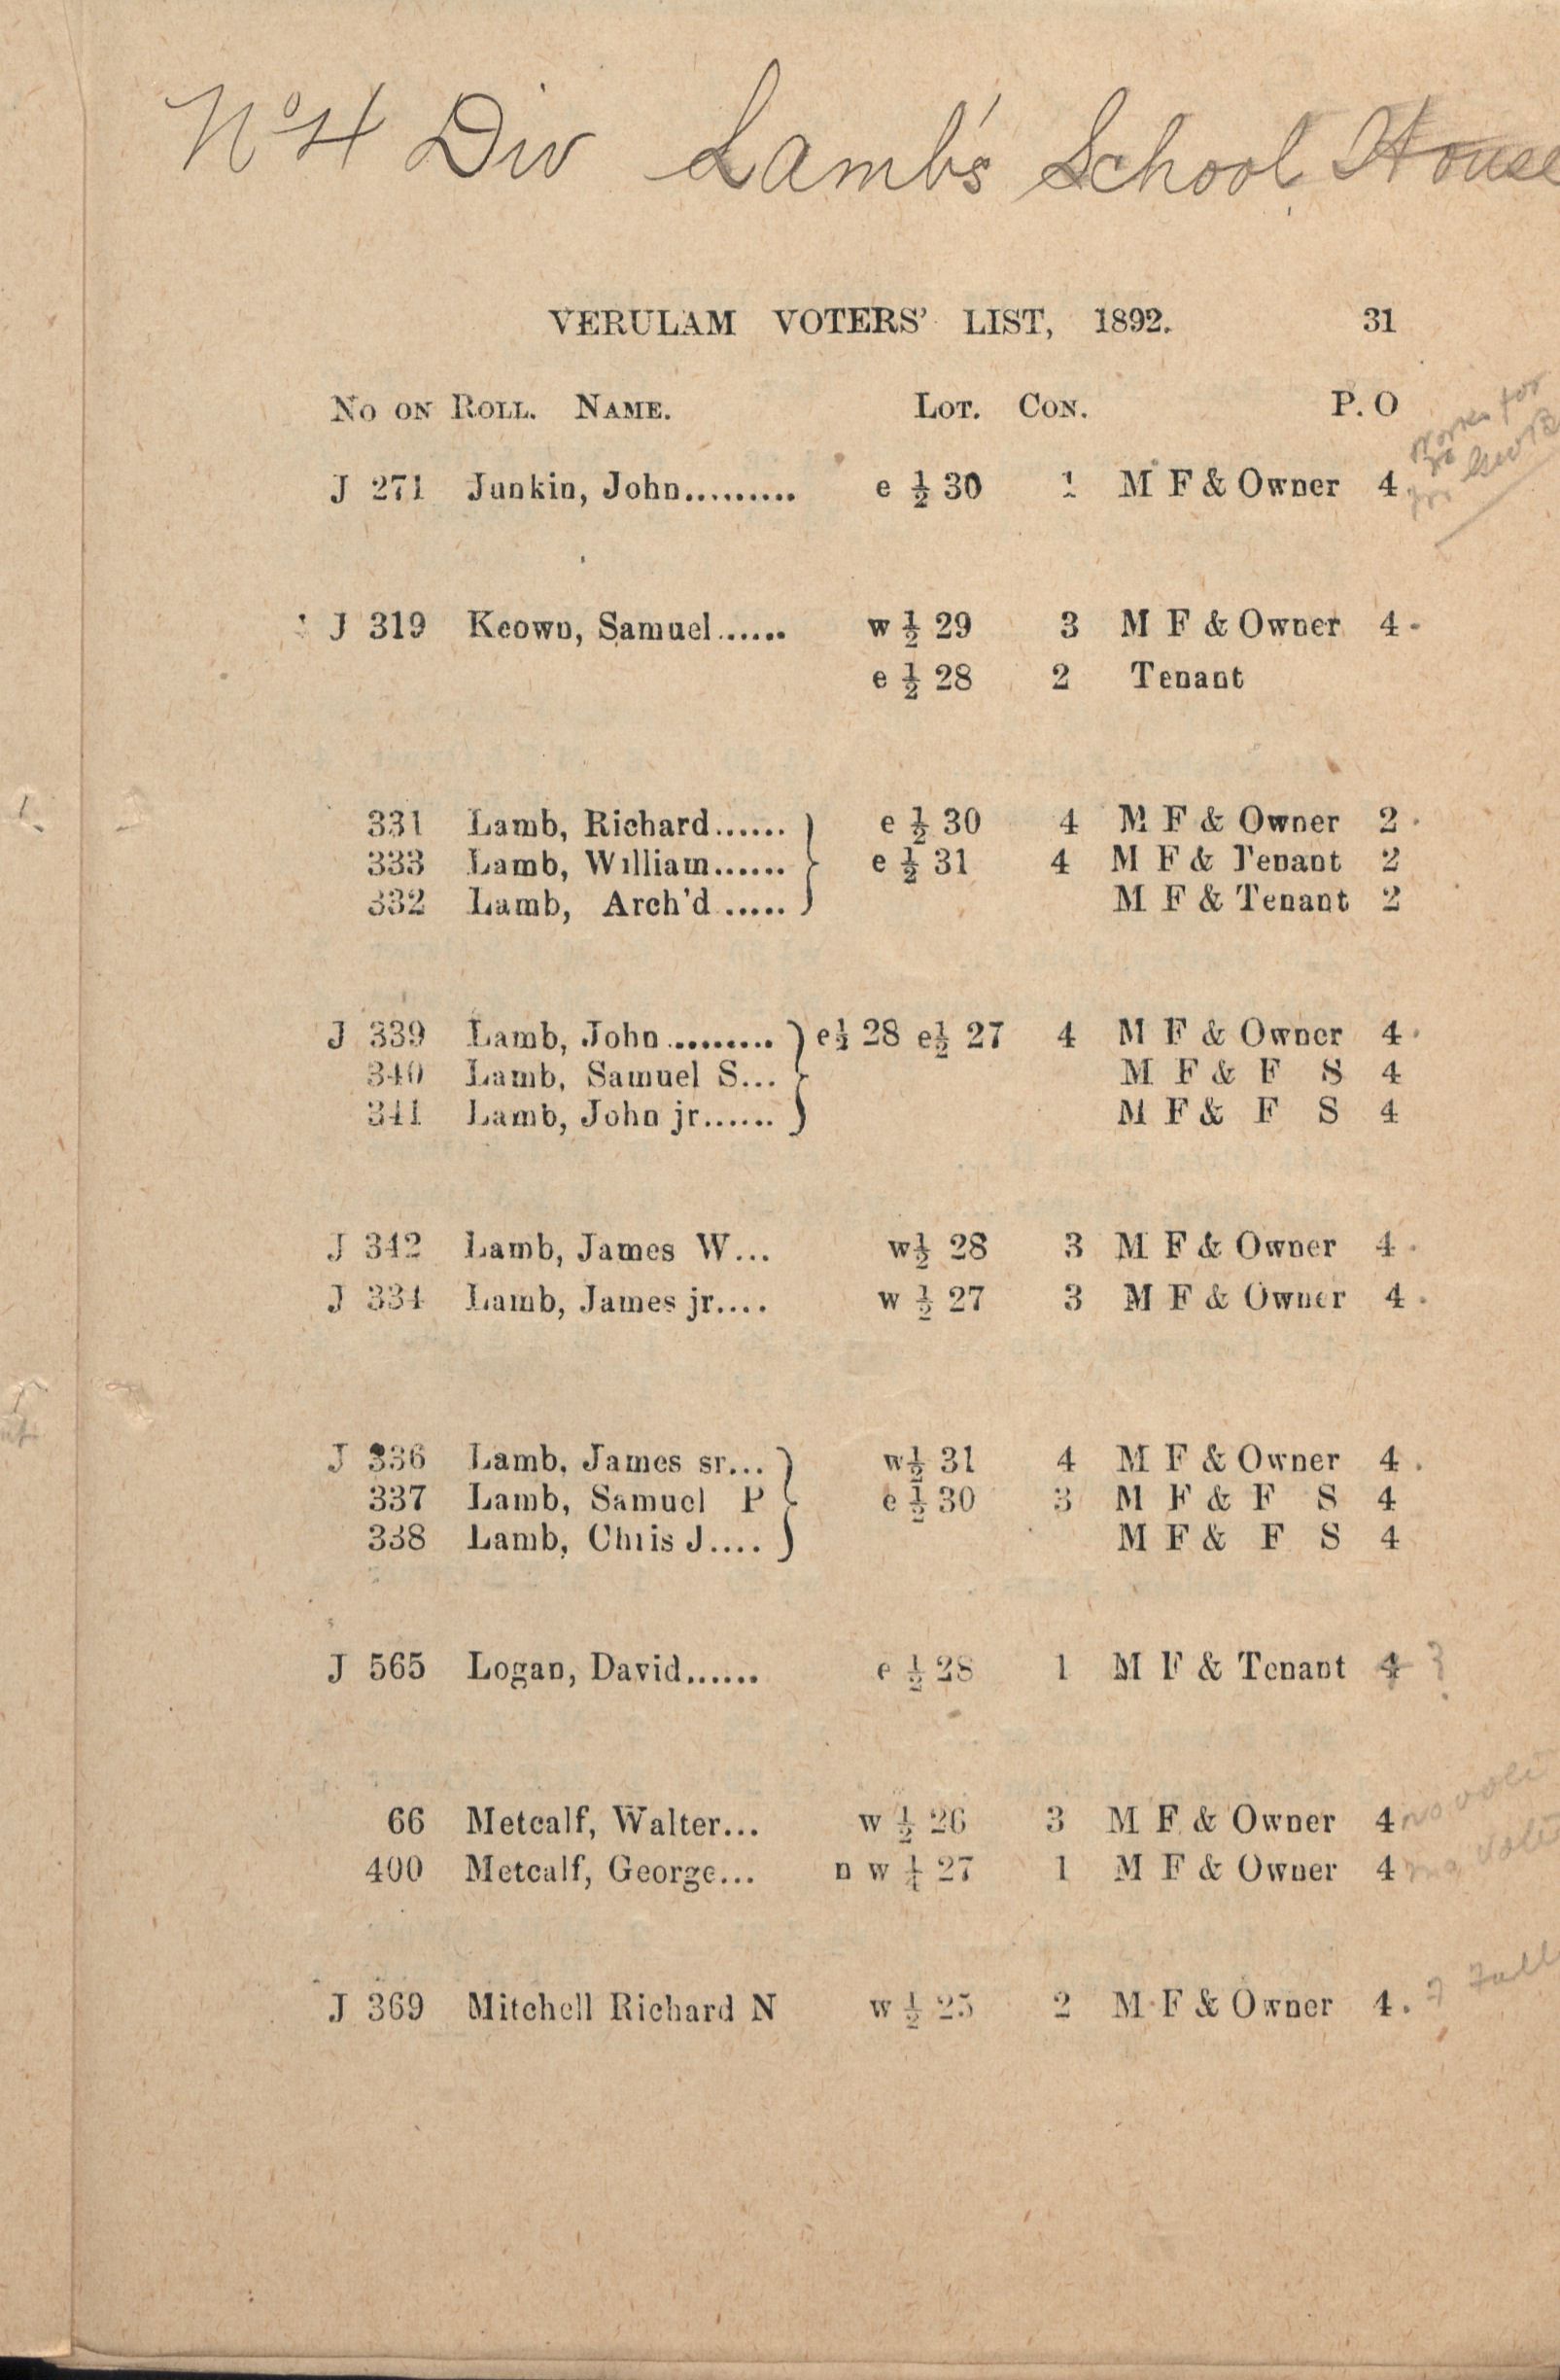 No 4 Div Lamb's School House
VERULAM VOTERS' LIST, 1892. 31
No on Roll. Name. Lot. Con. P. O
J 271 Junkin, John......... e ½ 30 1 M F & Owner 4
J 319 Keown, Samuel...... w ½ 29 3 M F & Owner 4
e ½ 28 2 Tenant
331 Lamb, Richard...... e ½ 30 4 M F & Owner 2
333 Lamb, William...... e ½ 31 4 M F & Tenant 2
332 Lamb, Arch'd ...... M F & Tenant 2
J 339 Lamb, John ......... e½ 28 e½ 27 4 M F & Owner 4
340 Lamb, Samuel S... M F & F S 4
341 Lamb, John jr...... M F & F S 4
J 342 Lamb, James W... w½ 28 3 M F & Owner 4
J 334 Lamb, James jr.... w ½ 27 3 M F & Owner 4
J 336 Lamb, James sr... w½ 31 4 M F & Owner 4
337 Lamb, Samuel P e ½ 30 3 M F & F S 4
338 Lamb, Chris J.... M F & F S 4
J 565 Logan, David...... e ½ 28 1 M F & Tenant 4 ?
66 Metcalf, Walter... w ½ 26 3 M F & Owner 4 no vote
400 Metcalf, George... n w ¼ 27 1 M F & Owner 4 no vote
J 369 Mitchell Richard N w ½ 25 2 M F & Owner 4. ?